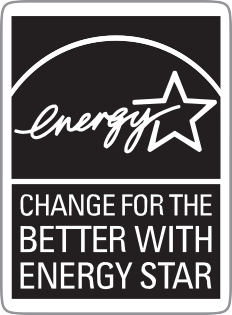 energy
CHANGE FOR THE
BETTER WITH
ENERGY STAR